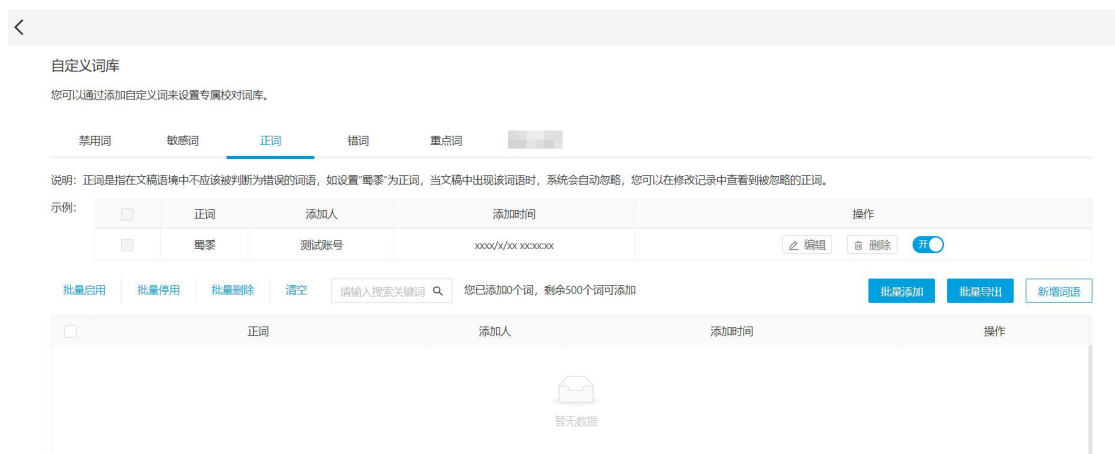 自定义词库
您可以通过添加自定义词来设置专属校对词库。
禁用词 敏感词 正词 错词 重点词
说明：正词是指在文稿语境中不应该被判断为错误的词语，如设置"蜀黍"为正词，当文稿中出现该词语时，系统会自动忽略，您可以在修改记录中查看到被忽略的正词。
示例： 正词 添加人 添加时间 操作
蜀黍 测试账号 xxxx/x/xx xx:xx:xx 编辑 删除 开
批量启用 批量停用 批量删除 清空 请输入搜索关键词 您已添加0个词，剩余500个词可添加 批量添加 批量导出 新增词语
正词 添加人 添加时间 操作
暂无数据